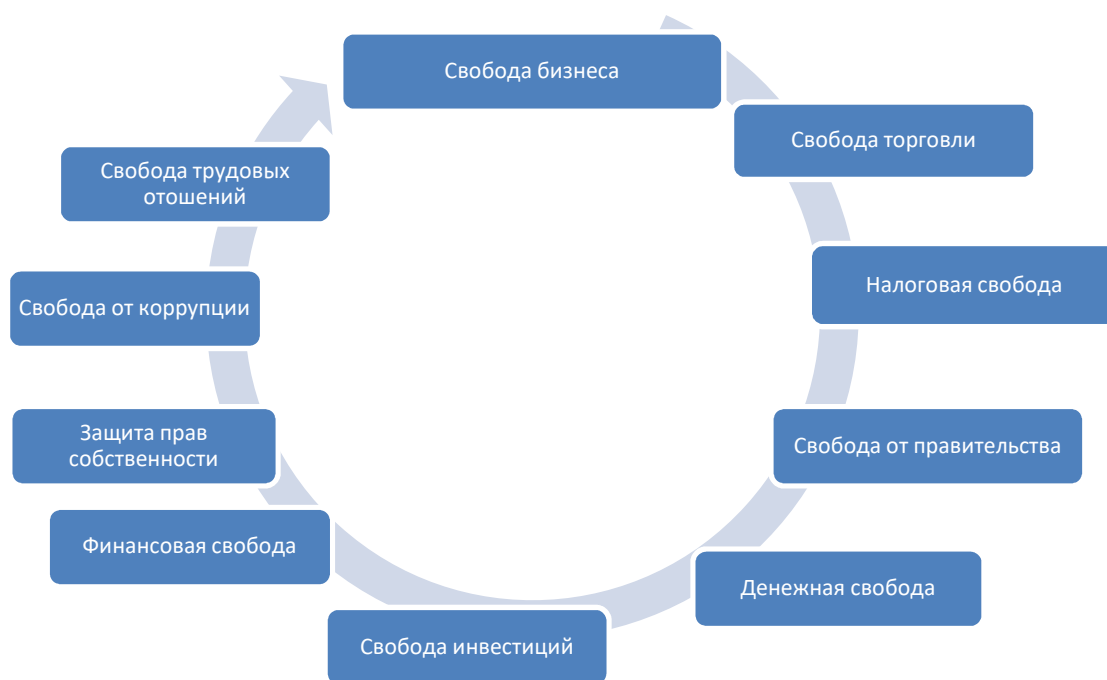 Свобода бизнеса
Свобода торговли
Налоговая свобода
Свобода от правительства
Денежная свобода
Свобода инвестиций
Финансовая свобода
Защита прав
собственности
Свобода от коррупции
Свобода трудовых
отошений